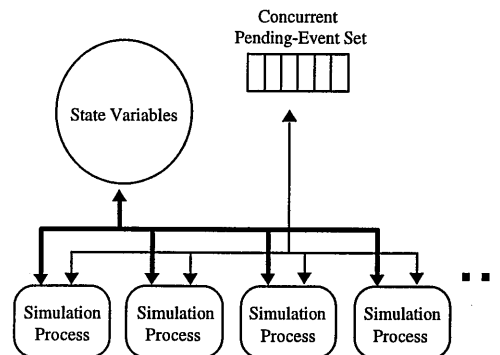 Concurrent
Pending-Event Set
State Variables
Simulation
Process
Simulation
Process
Simulation
Process
Simulation
Process